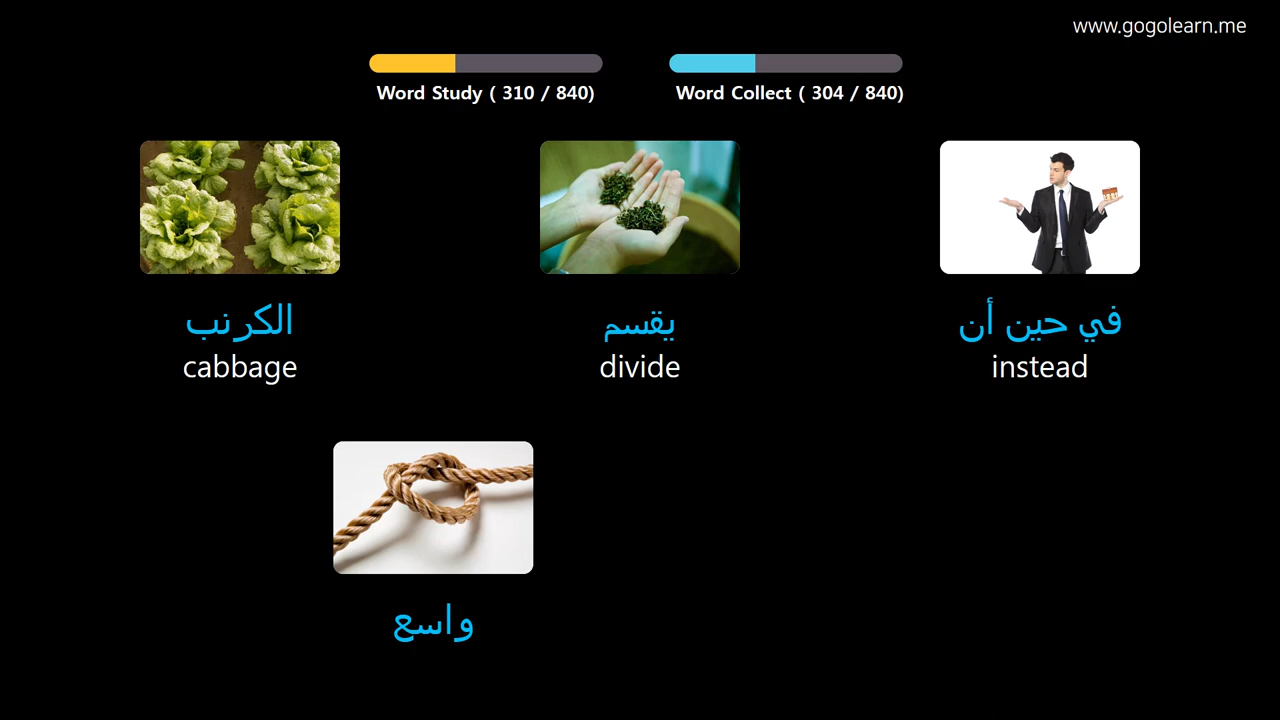 www.gogolearn.me
Word Study ( 310 / 840)
Word Collect ( 304 / 840)
الكرنب
cabbage
يقسم
divide
في حين أن
instead
واسع